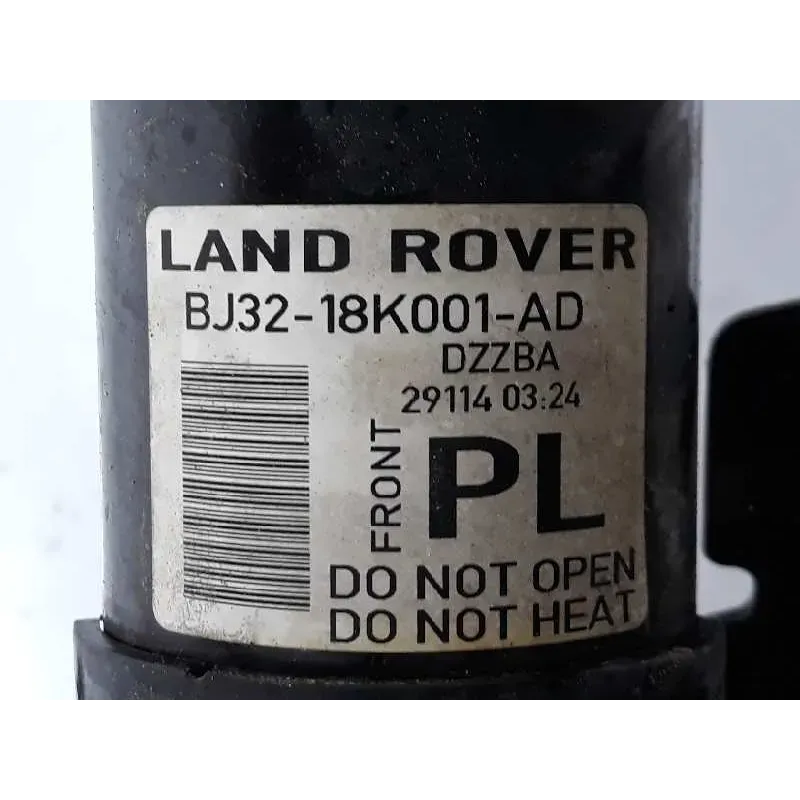 LAND ROVER
BJ32-18K001-AD
DZZBA
29114 03:24
FRONT
PL
DO NOT OPEN
DO NOT HEAT